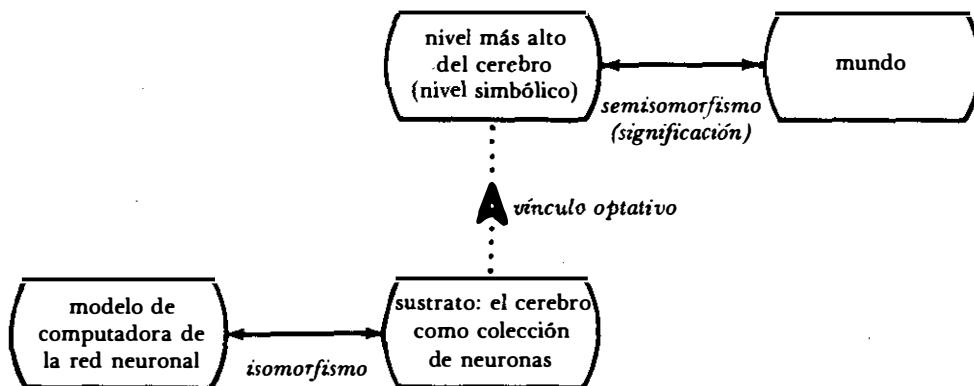 nivel más alto
del cerebro
(nivel simbólico)
mundo
semisomorfismo
(significación)
vínculo optativo
modelo de
computadora de
la red neuronal
isomorfismo
sustrato: el cerebro
como colección
de neuronas